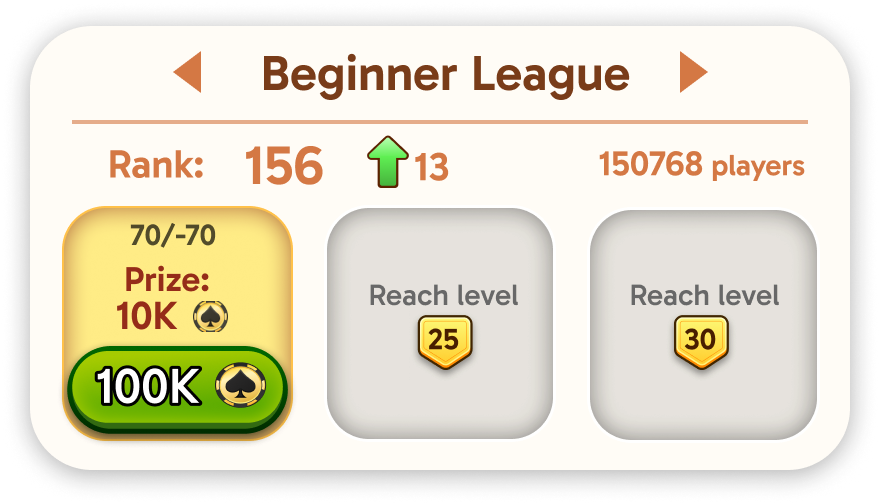 Beginner League
Rank: 156 13 150768 players
70/-70
Prize:
10K
100K
Reach level
25
Reach level
30